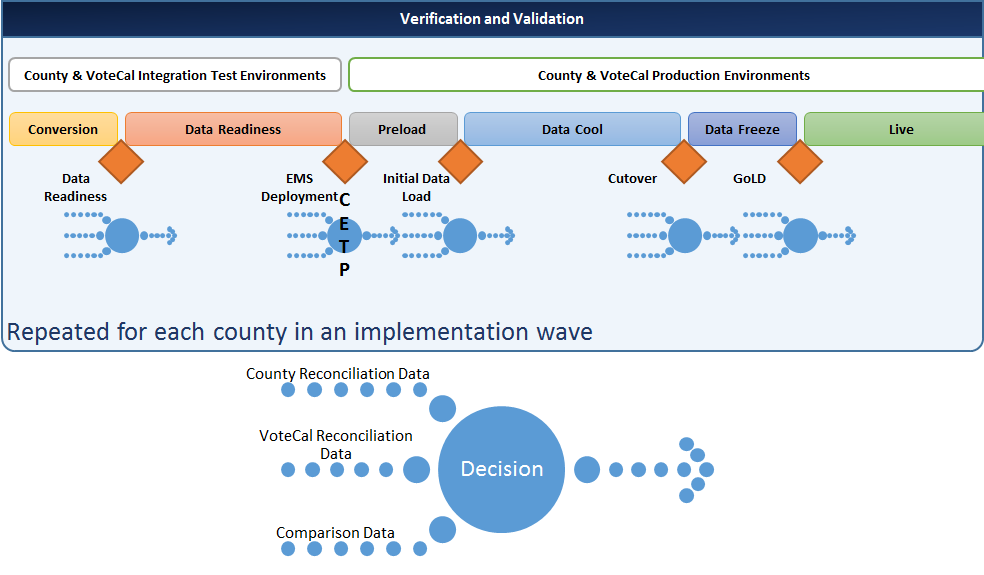 Verification and Validation
County & VoteCal Integration Test Environments
County & VoteCal Production Environments
Conversion
Data Readiness
Preload
Data Cool
Data Freeze
Live
Data
Readiness
EMS
Deployment
C
E
T
P
Initial Data
Load
Cutover
GoLD
Repeated for each county in an implementation wave
County Reconciliation Data
VoteCal Reconciliation
Data
Decision
Comparison Data